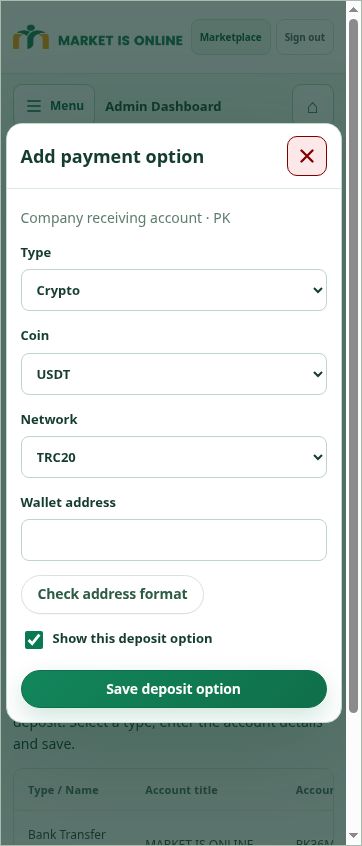 MARKET IS ONLINE
Marketplace
Sign out
Menu
Admin Dashboard
Add payment option
Company receiving account · PK
Type
Crypto
Coin
USDT
Network
TRC20
Wallet address
Check address format
Show this deposit option
Save deposit option
deposit. Select a type, enter the account details
and save.
Type / Name
Account title
Accour
Bank Transfer
MARKET IS ONLINE